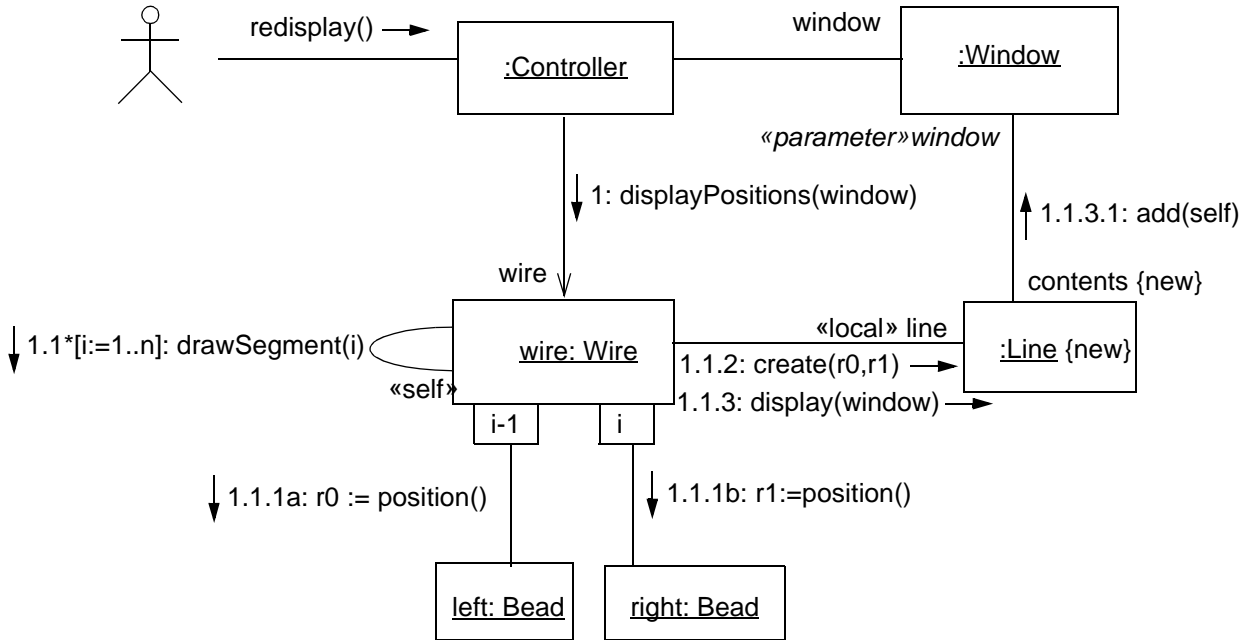 redisplay()
window
:Controller
:Window
«parameter»window
1: displayPositions(window)
1.1.3.1: add(self)
wire
contents {new}
1.1*[i:=1..n]: drawSegment(i)
«local» line
wire: Wire
:Line {new}
1.1.2: create(r0,r1)
«self»
1.1.3: display(window)
i-1
i
1.1.1a: r0 := position()
1.1.1b: r1:=position()
left: Bead
right: Bead